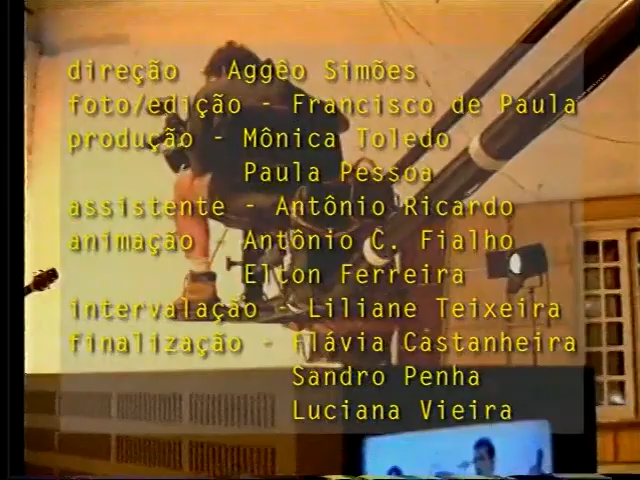 direção - Aggêo Simões
foto/edição - Francisco de Paula
produção - Mônica Toledo
Paula Pessoa
assistente - Antônio Ricardo
animação - Antônio C. Fialho
Elton Ferreira
intervalação - Liliane Teixeira
finalização - Flávia Castanheira
Sandro Penha
Luciana Vieira